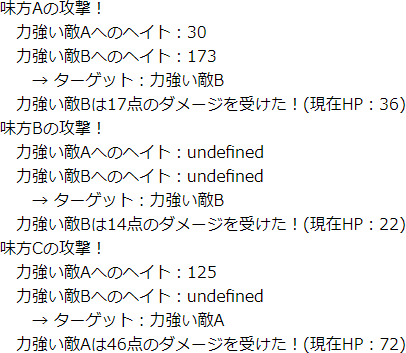 味方Aの攻撃！
力強い敵Aへのヘイト：30
力強い敵Bへのヘイト：173
→ ターゲット：力強い敵B
力強い敵Bは17点のダメージを受けた！(現在HP：36)
味方Bの攻撃！
力強い敵Aへのヘイト：undefined
力強い敵Bへのヘイト：undefined
→ ターゲット：力強い敵B
力強い敵Bは14点のダメージを受けた！(現在HP：22)
味方Cの攻撃！
力強い敵Aへのヘイト：125
力強い敵Bへのヘイト：undefined
→ ターゲット：力強い敵A
力強い敵Aは46点のダメージを受けた！(現在HP：72)